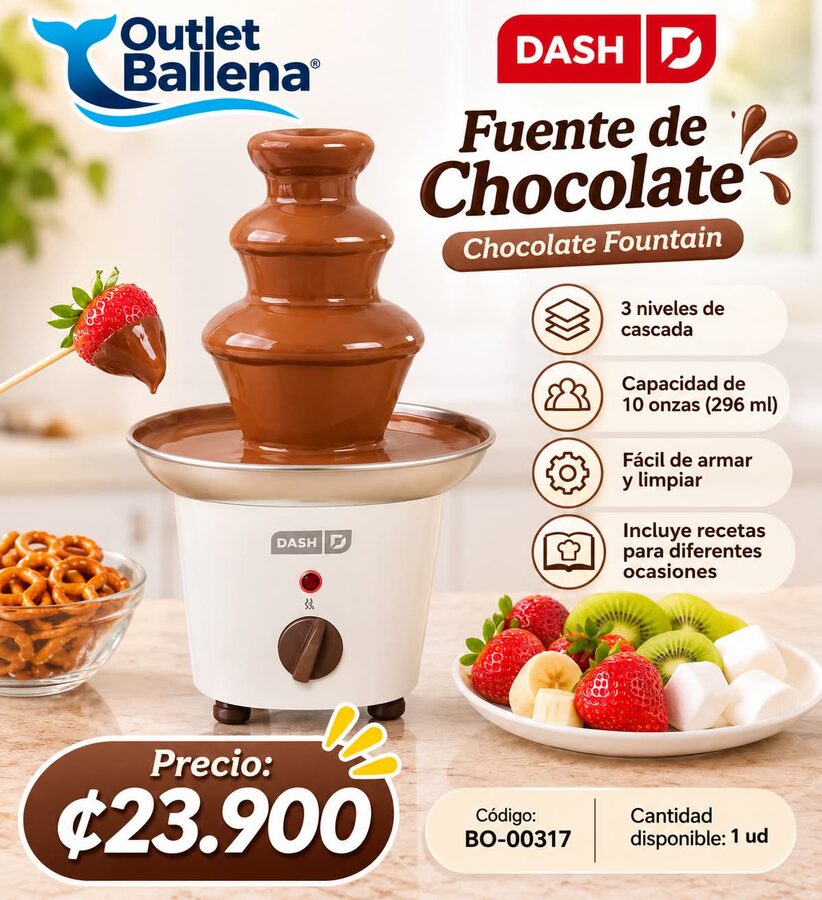 Outlet
Ballena®
DASH
Fuente de
Chocolate
Chocolate Fountain
3 niveles de
cascada
Capacidad de
10 onzas (296 ml)
Fácil de armar
y limpiar
Incluye recetas
para diferentes
ocasiones
DASH
Precio:
₡23.900
Código:
BO-00317
Cantidad
disponible: 1 ud